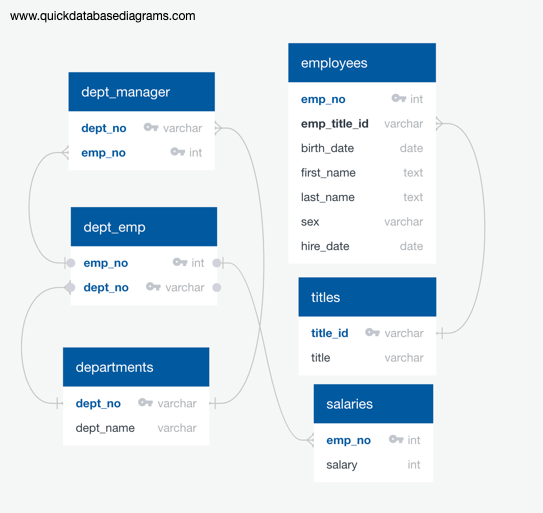 www.quickdatabasediagrams.com
dept_manager
dept_no varchar
emp_no int
dept_emp
emp_no int
dept_no varchar
departments
dept_no varchar
dept_name varchar
employees
emp_no int
emp_title_id varchar
birth_date date
first_name text
last_name text
sex varchar
hire_date date
titles
title_id varchar
title varchar
salaries
emp_no int
salary int